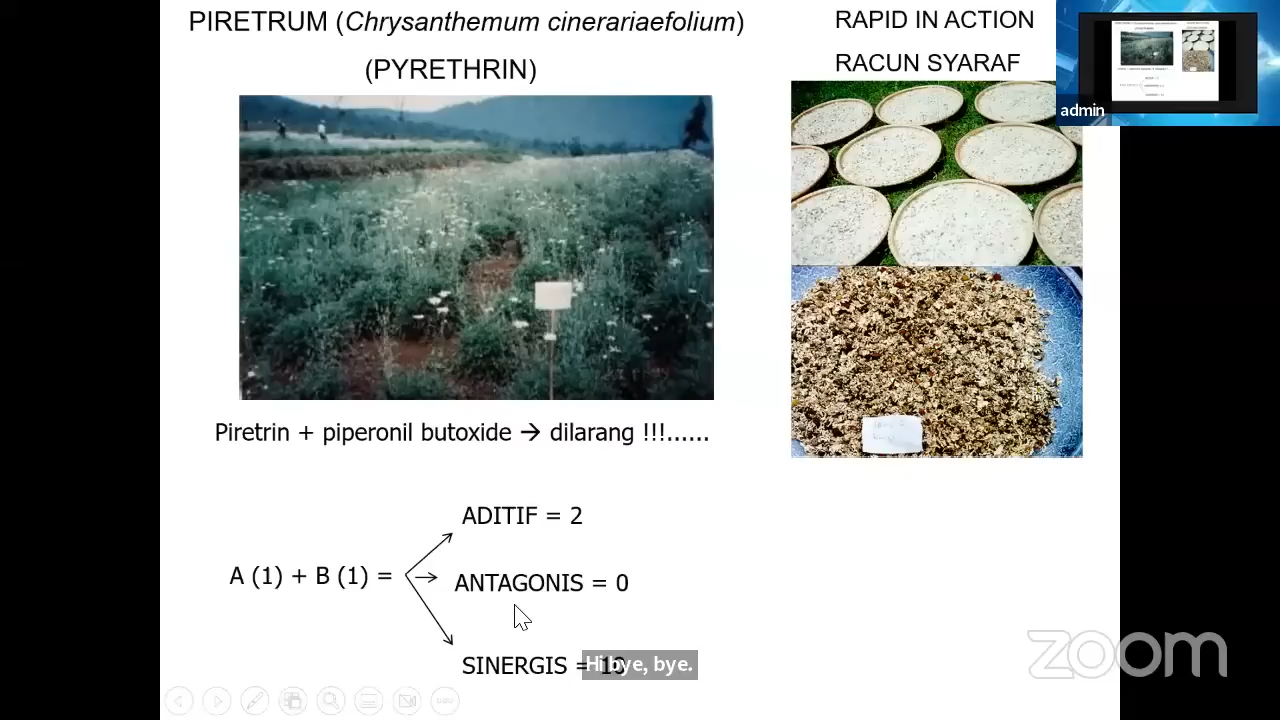 PIRETRUM (Chrysanthemum cinerariaefolium)
(PYRETHRIN)
RAPID IN ACTION
RACUN SYARAF
admin
Piretrin + piperonil butoxide → dilarang !!!......
ADITIF = 2
A (1) + B (1) =
ANTAGONIS = 0
SINERGIS =
Hi bye, bye.
zoom